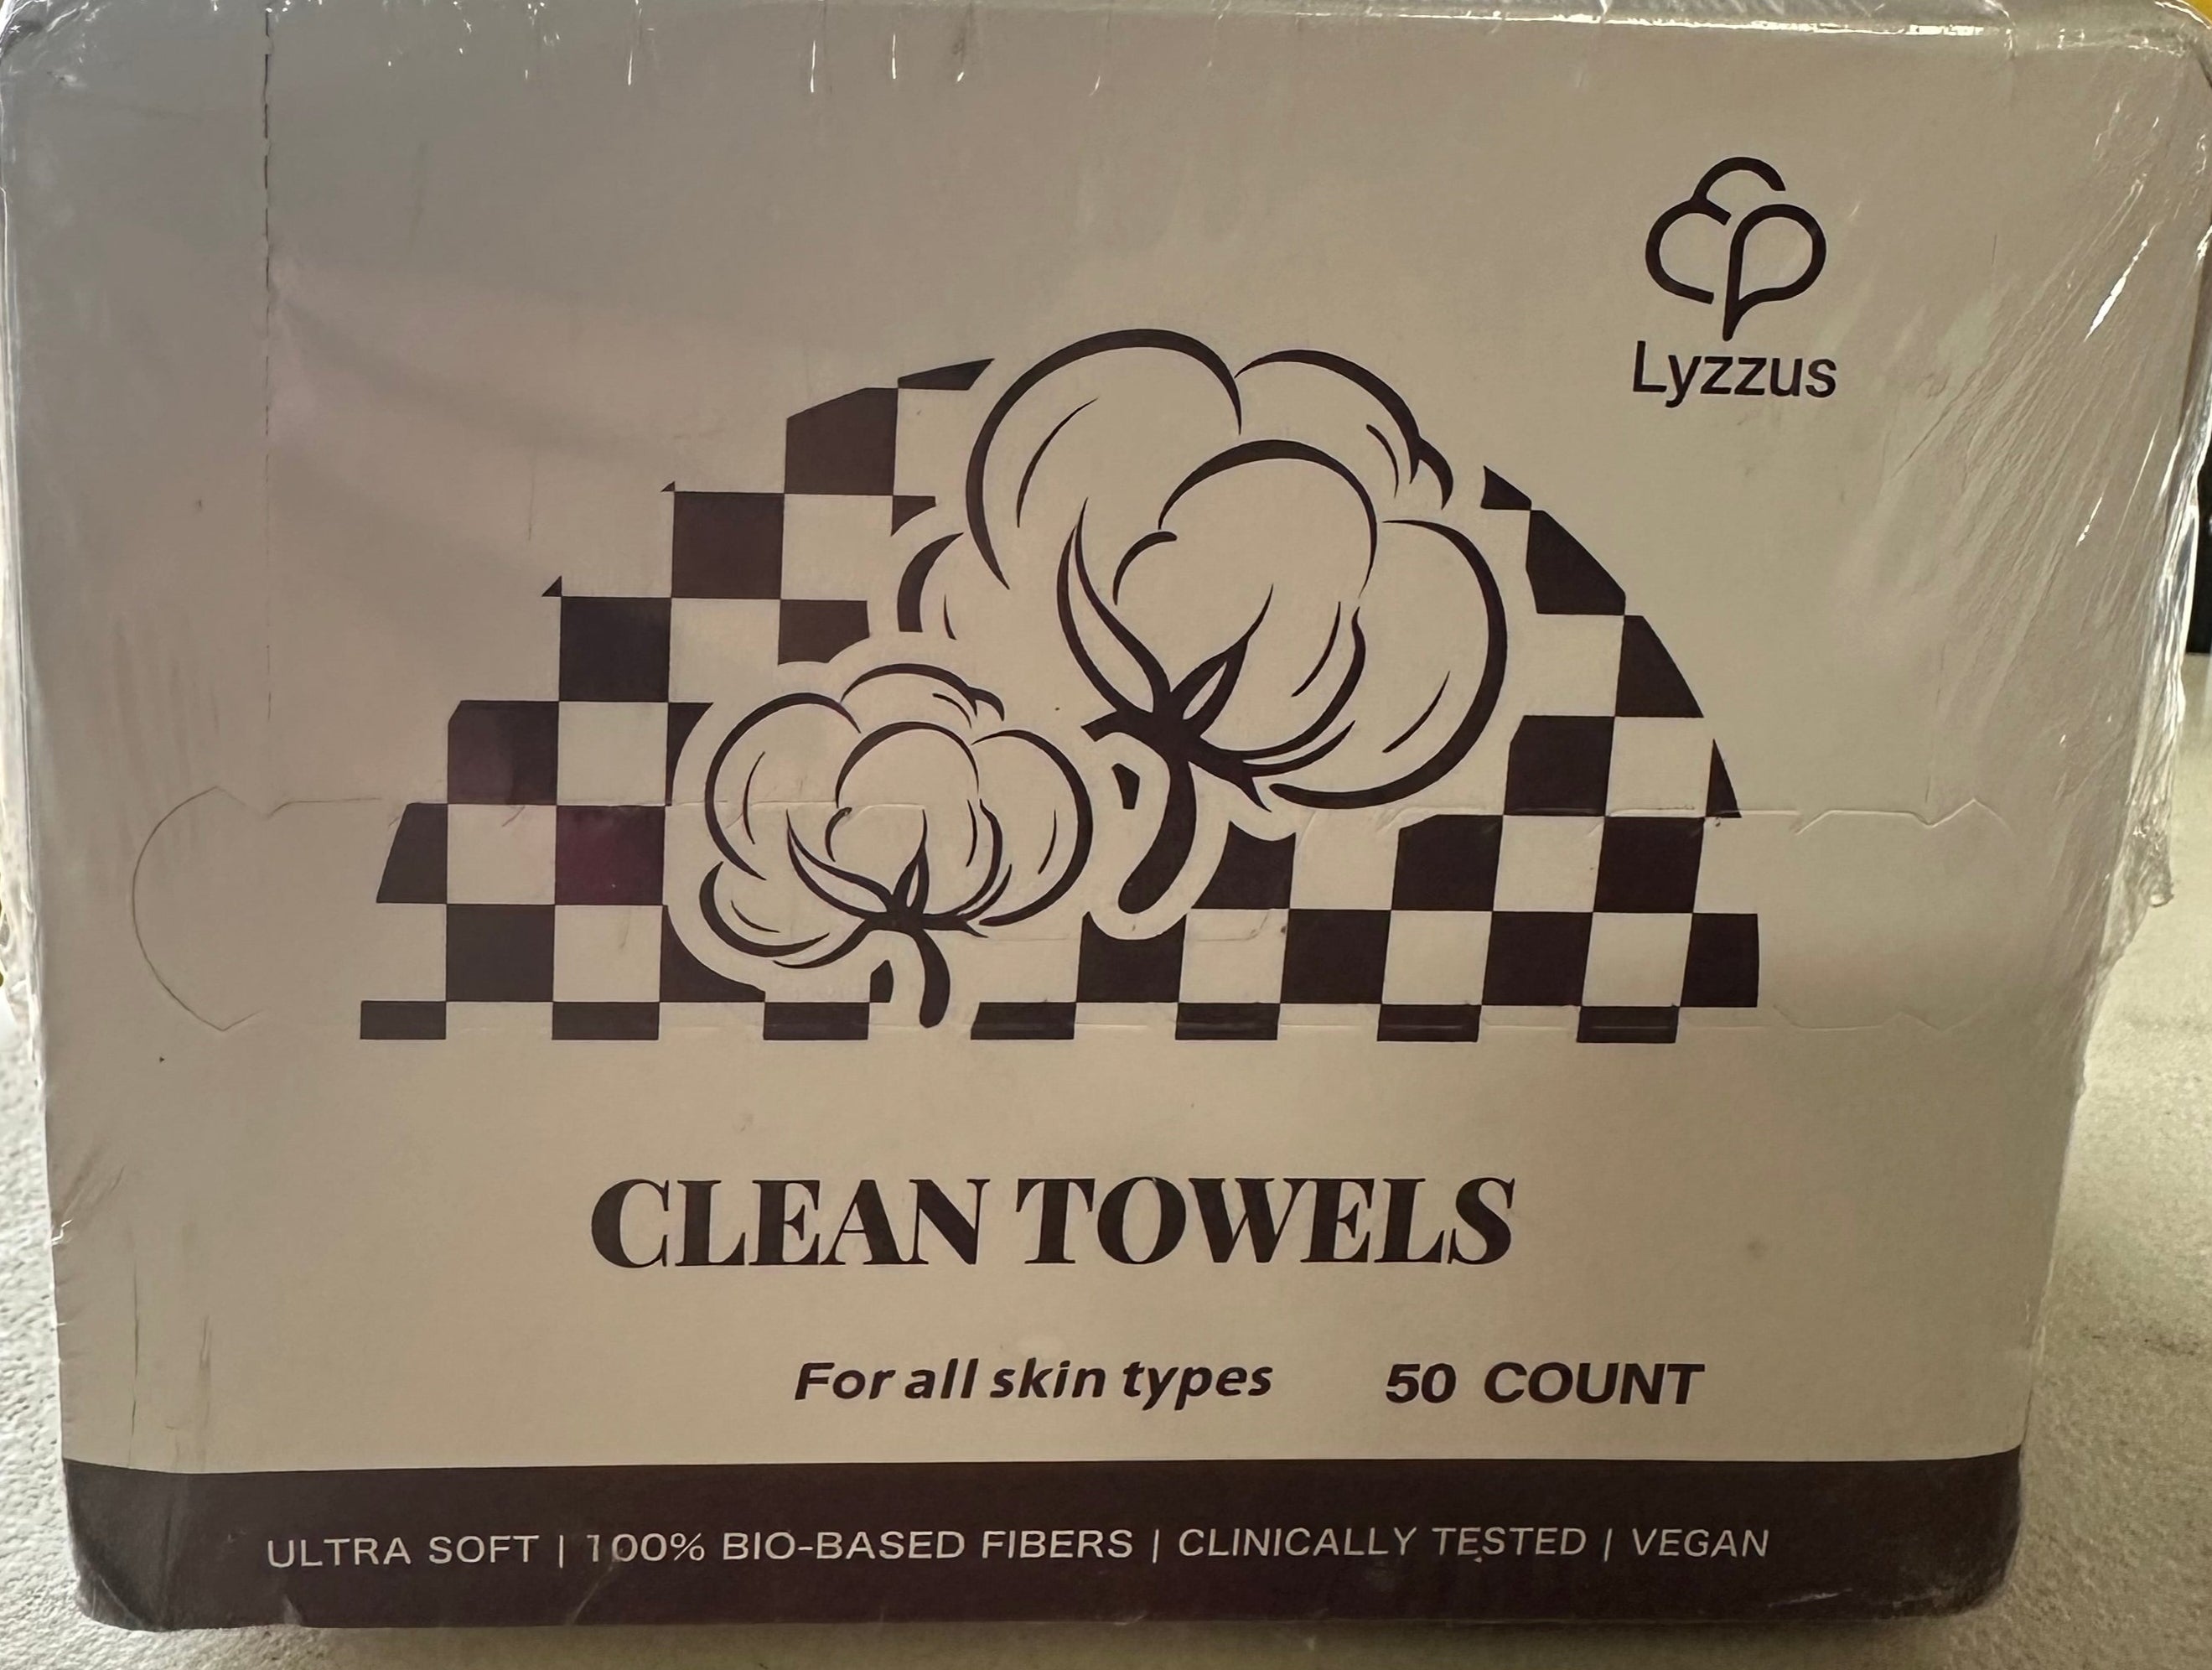 Lyzzus
CLEAN TOWELS
For all skin types 50 COUNT
ULTRA SOFT | 100% BIO-BASED FIBERS | CLINICALLY TESTED | VEGAN